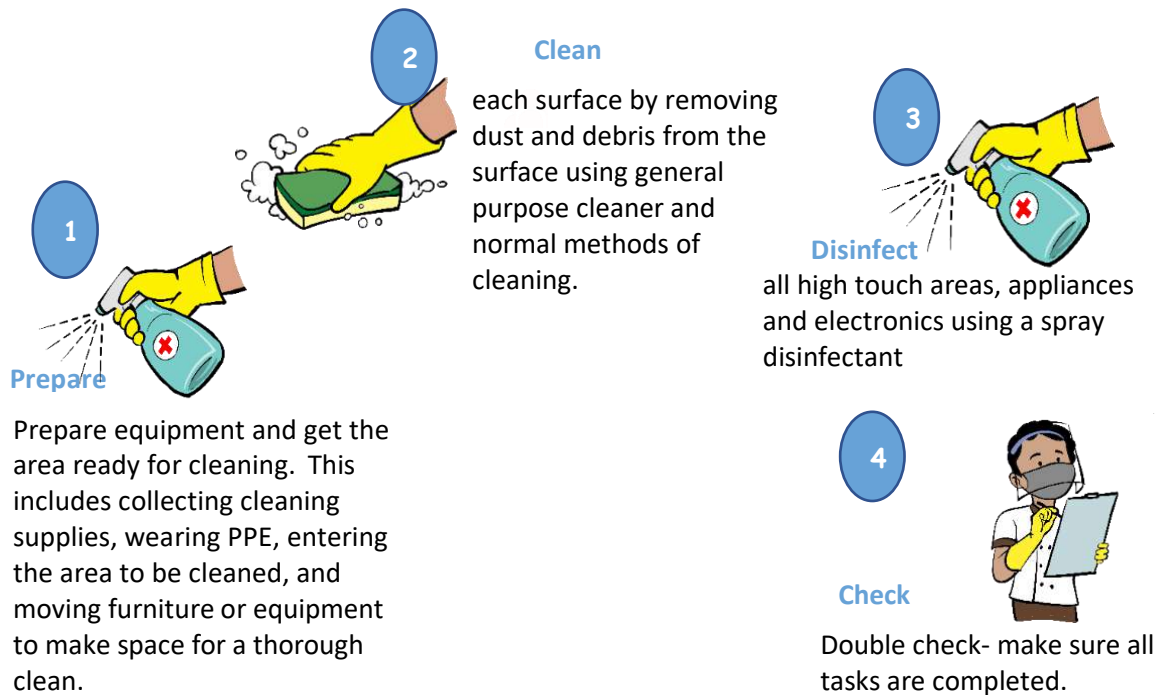 1
Prepare
Prepare equipment and get the
area ready for cleaning.  This
includes collecting cleaning
supplies, wearing PPE, entering
the area to be cleaned, and
moving furniture or equipment
to make space for a thorough
clean.
2
Clean
each surface by removing
dust and debris from the
surface using general
purpose cleaner and
normal methods of
cleaning.
3
Disinfect
all high touch areas, appliances
and electronics using a spray
disinfectant
4
Check
Double check- make sure all
tasks are completed.